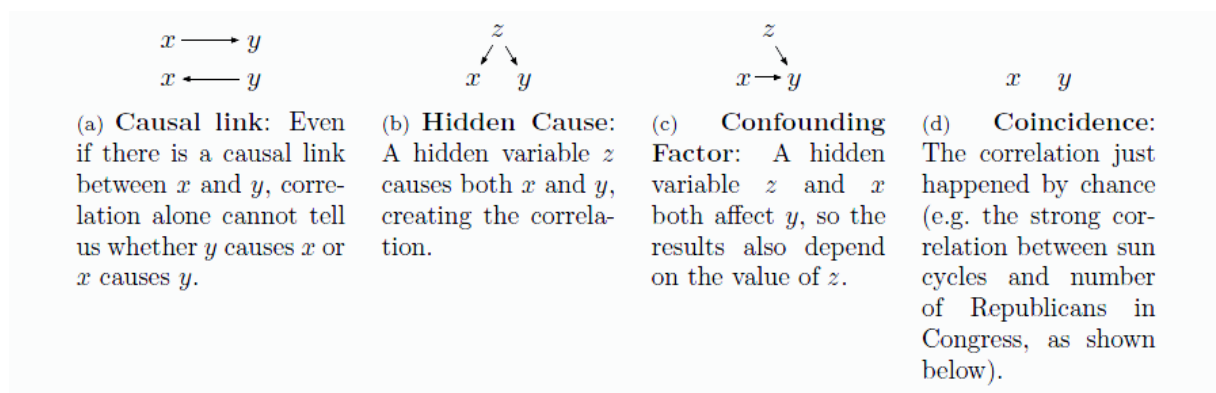 x y
x y
(a) Causal link: Even
if there is a causal link
between x and y, corre-
lation alone cannot tell
us whether y causes x or
x causes y.
z
x y
(b) Hidden Cause:
A hidden variable z
causes both x and y,
creating the correla-
tion.
z
x y
(c) Confounding
Factor: A hidden
variable z and x
both affect y, so the
results also depend
on the value of z.
x y
(d) Coincidence:
The correlation just
happened by chance
(e.g. the strong cor-
relation between sun
cycles and number
of Republicans in
Congress, as shown
below).